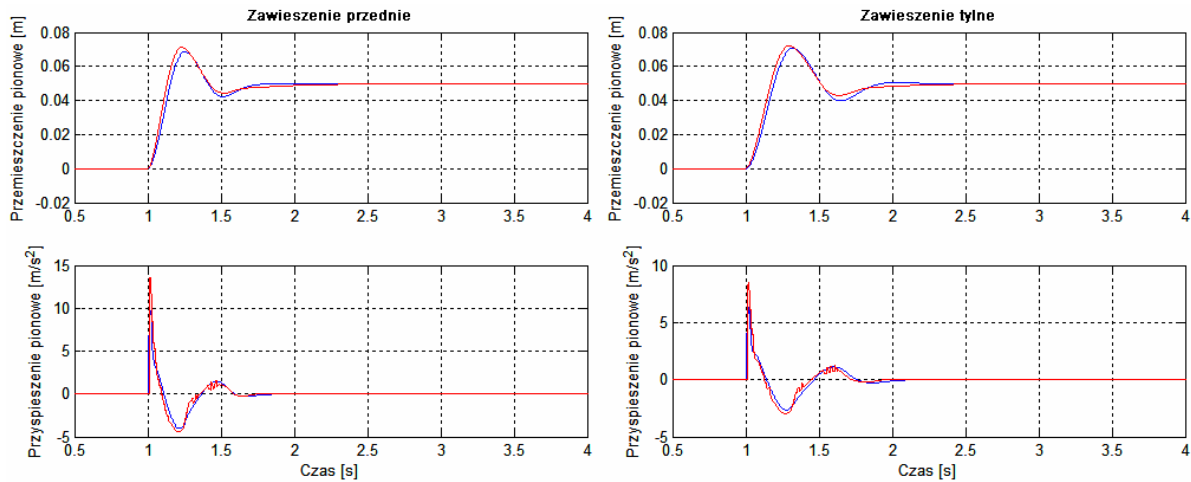 Zawieszenie przednie
Przemieszczenie pionowe [m]
0.08
0.06
0.04
0.02
0
-0.02
0.5 1 1.5 2 2.5 3 3.5 4
Zawieszenie tylne
Przemieszczenie pionowe [m]
0.08
0.06
0.04
0.02
0
-0.02
0.5 1 1.5 2 2.5 3 3.5 4
Przyspieszenie pionowe [m/s²]
15
10
5
0
-5
0.5 1 1.5 2 2.5 3 3.5 4
Czas [s]
Przyspieszenie pionowe [m/s²]
10
5
0
-5
0.5 1 1.5 2 2.5 3 3.5 4
Czas [s]